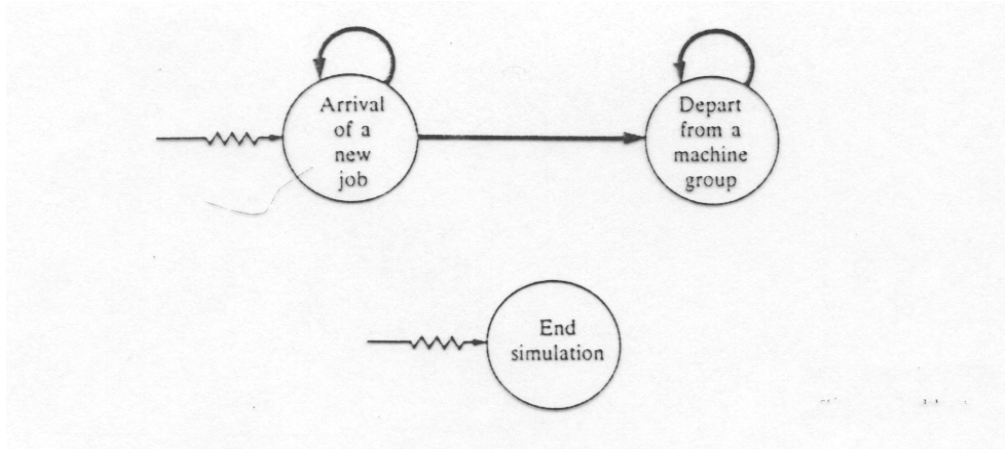 Arrival
of a
new
job
Depart
from a
machine
group
End
simulation